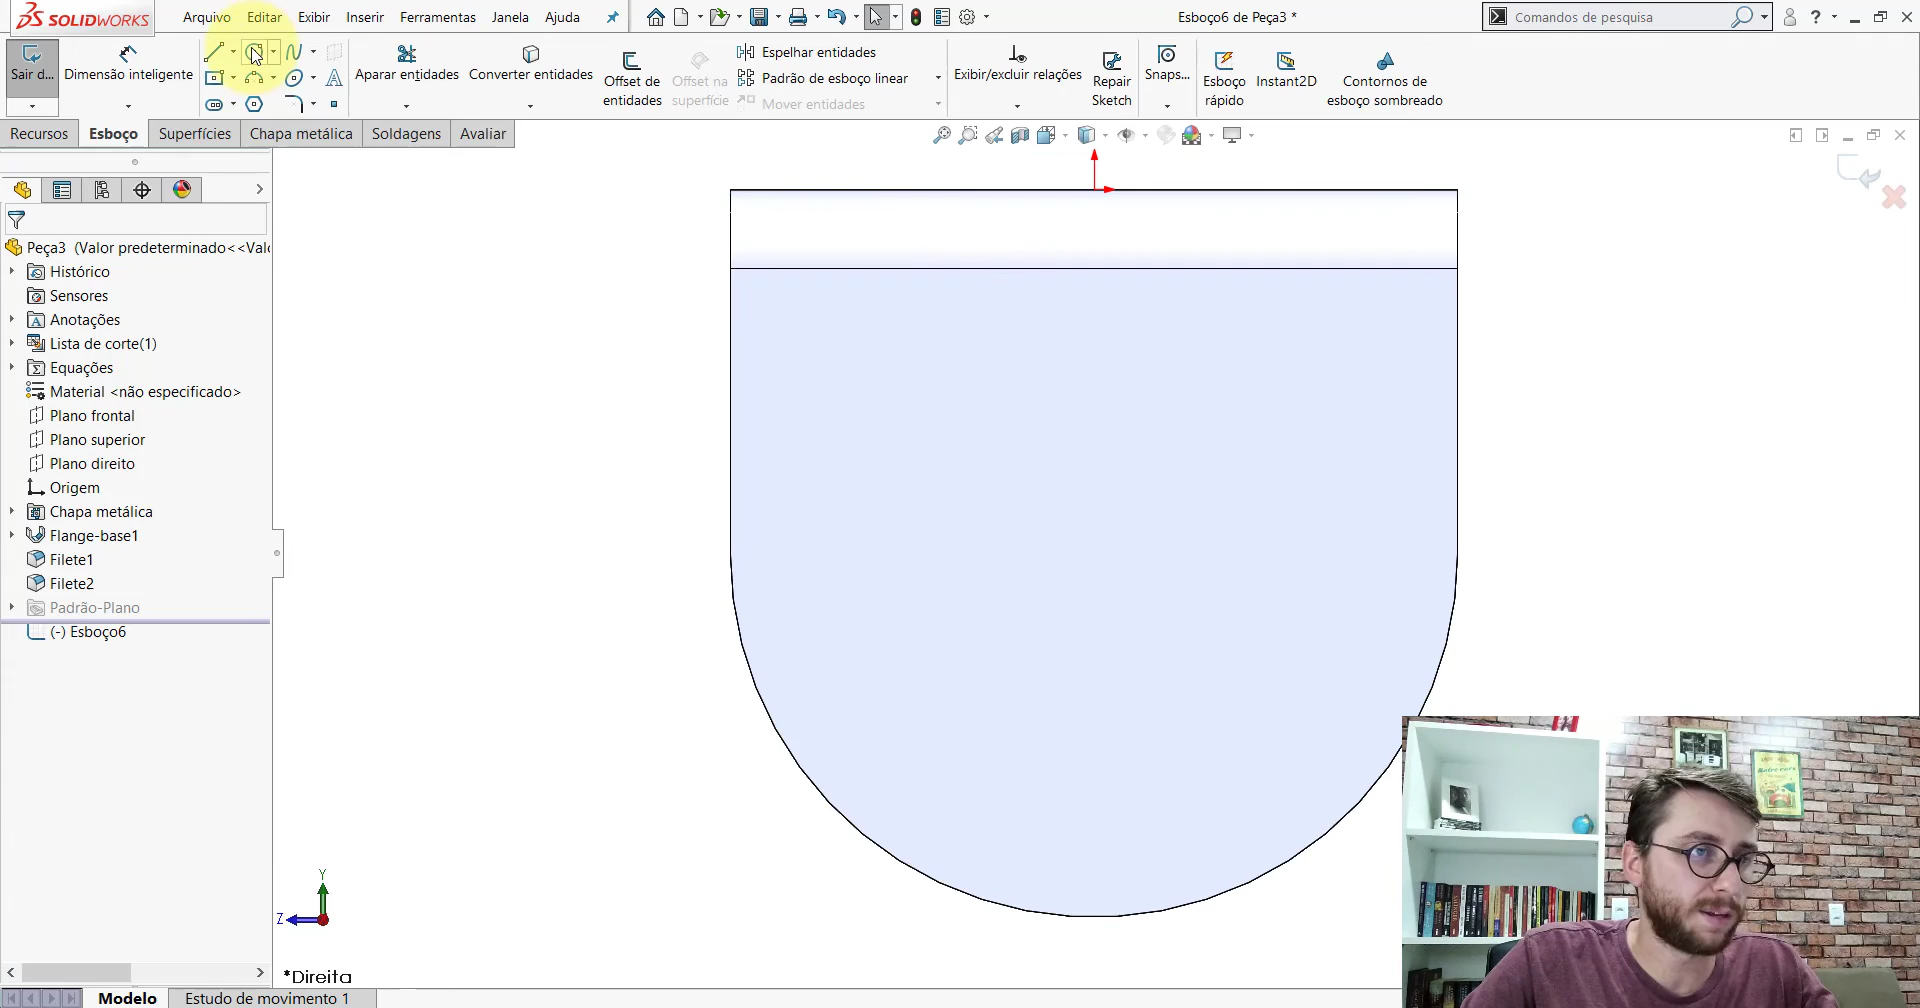 SOLIDWORKS
Arquivo Editar Exibir Inserir Ferramentas Janela Ajuda
Esboço6 de Peça3 *
Comandos de pesquisa
Sair d...
Dimensão inteligente
Aparar entidades
Converter entidades
Offset de entidades
Offset na superfície
Espelhar entidades
Padrão de esboço linear
Mover entidades
Exibir/excluir relações
Repair Sketch
Snaps...
Esboço rápido
Instant2D
Contornos de esboço sombreado
Recursos Esboço Superfícies Chapa metálica Soldagens Avaliar
Peça3 (Valor predeterminado<<Val
Histórico
Sensores
Anotações
Lista de corte(1)
Equações
Material <não especificado>
Plano frontal
Plano superior
Plano direito
Origem
Chapa metálica
Flange-base1
Filete1
Filete2
Padrão-Plano
(-) Esboço6
Y
Z
*Direita
Modelo Estudo de movimento 1